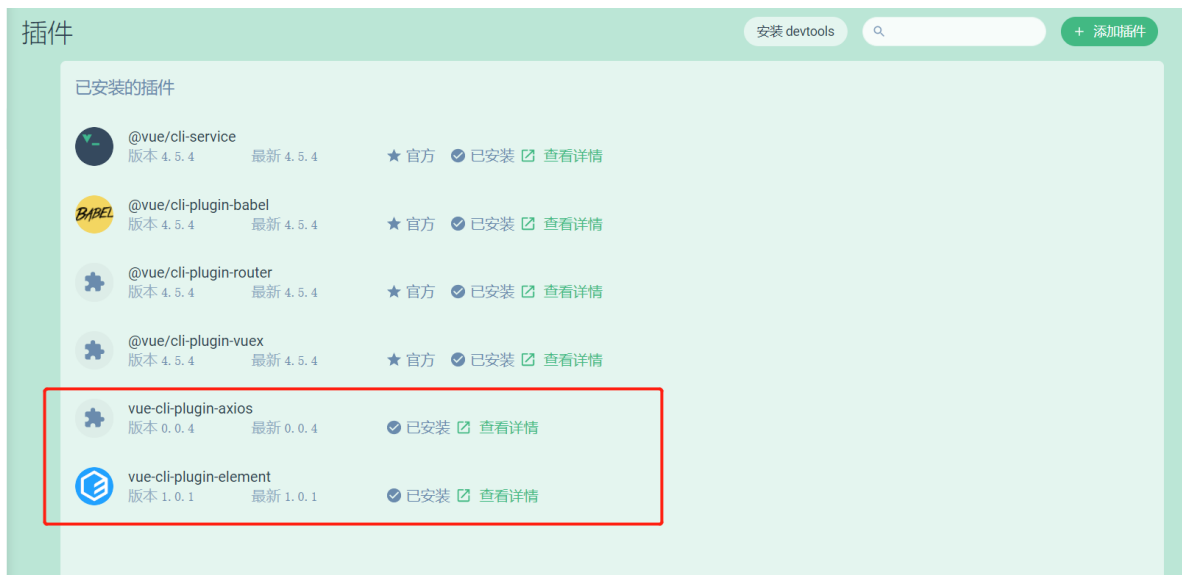 插件
安装 devtools
+ 添加插件
已安装的插件
@vue/cli-service
版本 4.5.4 最新 4.5.4 官方 已安装 查看详情
BABEL
@vue/cli-plugin-babel
版本 4.5.4 最新 4.5.4 官方 已安装 查看详情
@vue/cli-plugin-router
版本 4.5.4 最新 4.5.4 官方 已安装 查看详情
@vue/cli-plugin-vuex
版本 4.5.4 最新 4.5.4 官方 已安装 查看详情
vue-cli-plugin-axios
版本 0.0.4 最新 0.0.4 已安装 查看详情
vue-cli-plugin-element
版本 1.0.1 最新 1.0.1 已安装 查看详情